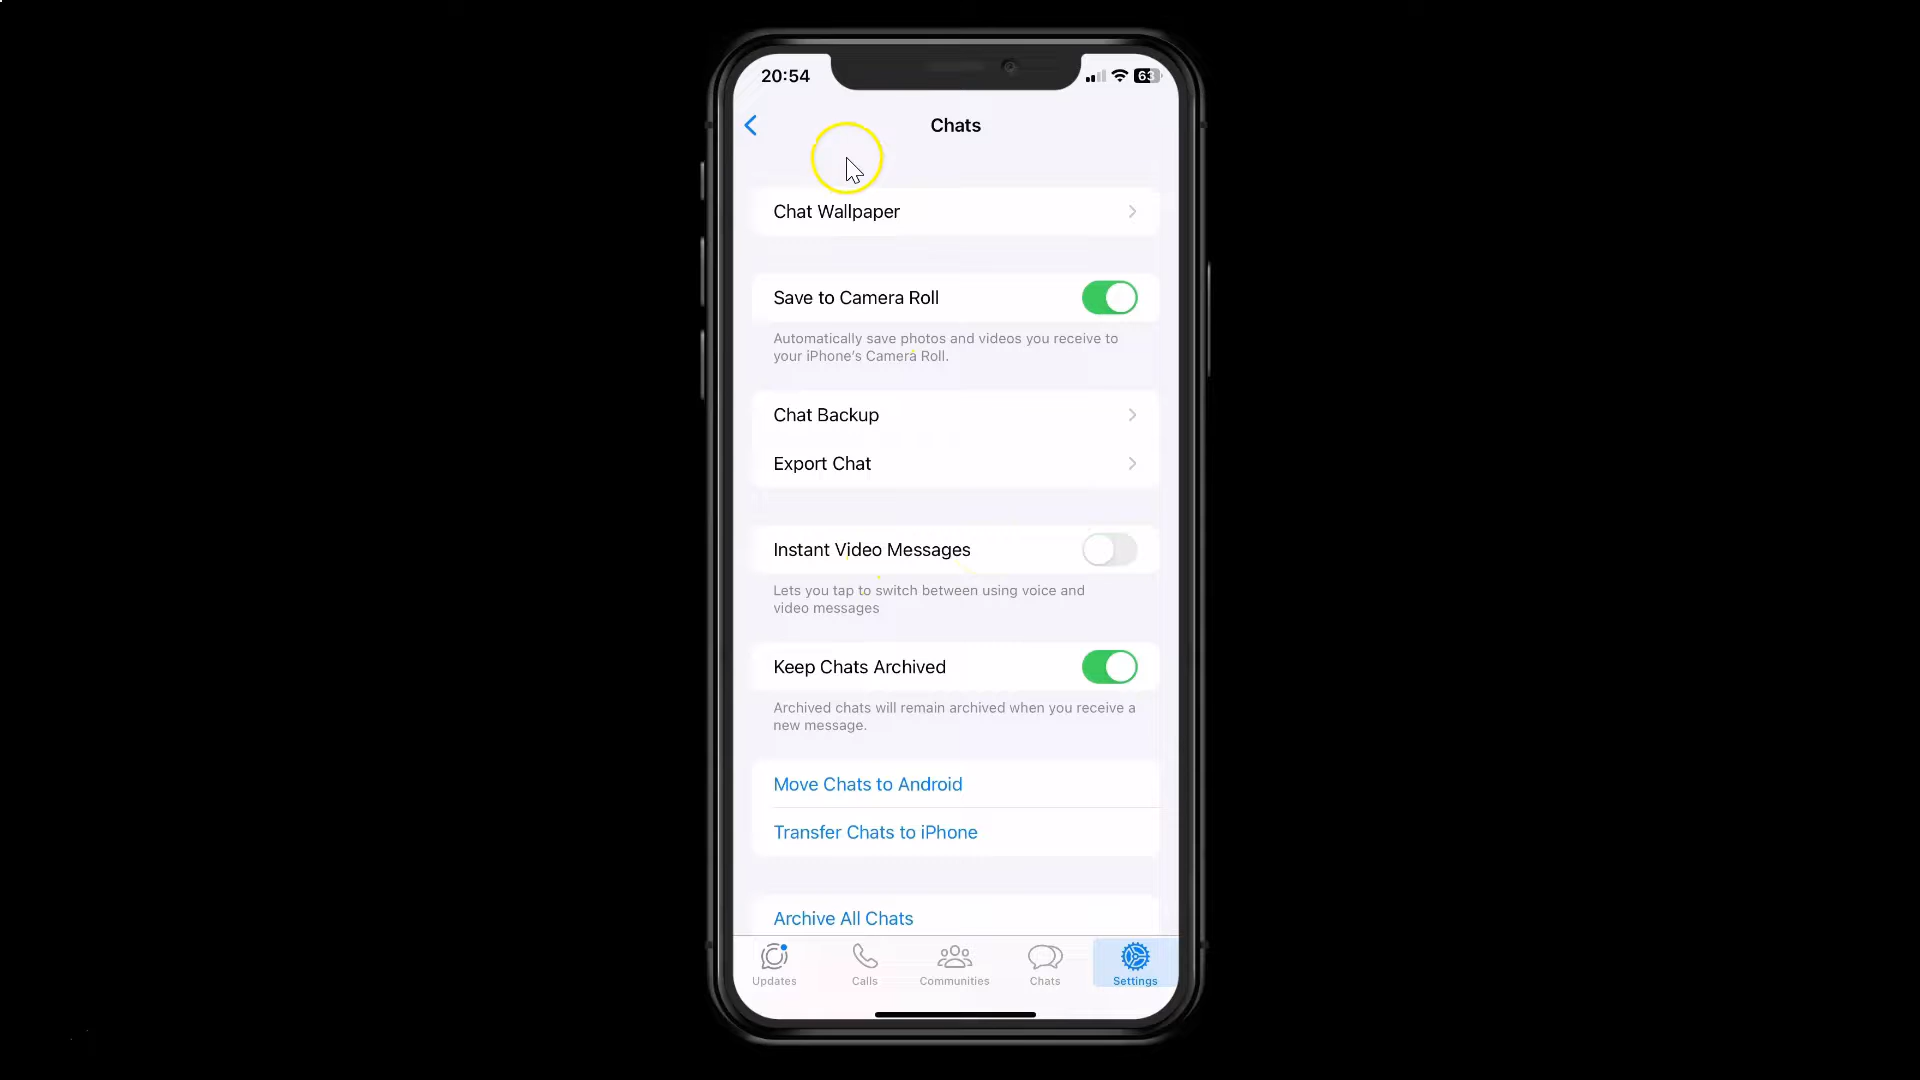 20:54
63
Chats
Chat Wallpaper
Save to Camera Roll
Automatically save photos and videos you receive to
your iPhone's Camera Roll.
Chat Backup
Export Chat
Instant Video Messages
Lets you tap to switch between using voice and
video messages
Keep Chats Archived
Archived chats will remain archived when you receive a
new message.
Move Chats to Android
Transfer Chats to iPhone
Archive All Chats
Updates
Calls
Communities
Chats
Settings